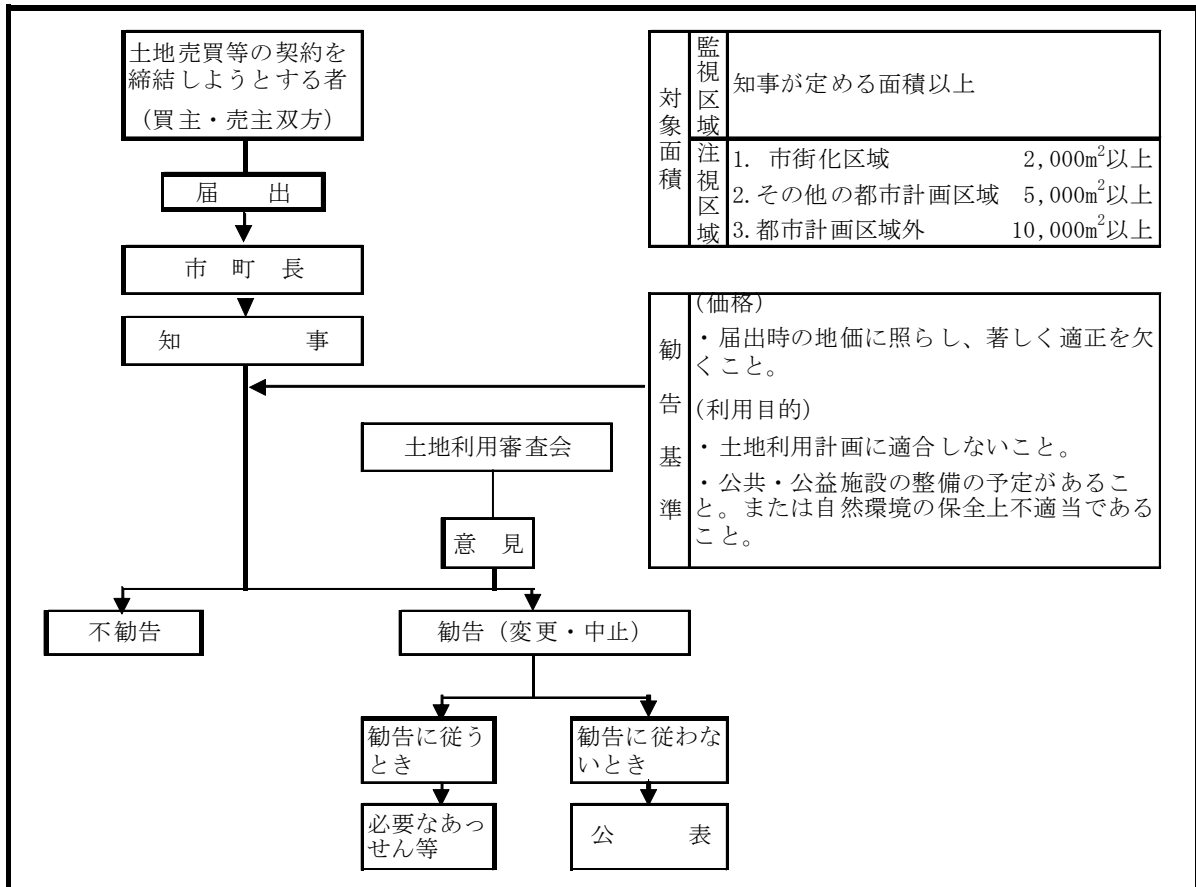 土地売買等の契約を
締結しようとする者
(買主・売主双方)
届 出
市 町 長
知 事
対象面積
監視区域
知事が定める面積以上
注視区域
1. 市街化区域 2,000m²以上
2.その他の都市計画区域 5,000m²以上
3.都市計画区域外 10,000m²以上
勧告基準
(価格)
・届出時の地価に照らし、著しく適正を欠
くこと。
(利用目的)
・土地利用計画に適合しないこと。
・公共・公益施設の整備の予定があるこ
と。または自然環境の保全上不適当である
こと。
土地利用審査会
意 見
不勧告
勧告（変更・中止）
勧告に従う
とき
勧告に従わな
いとき
必要なあっ
せん等
公 表